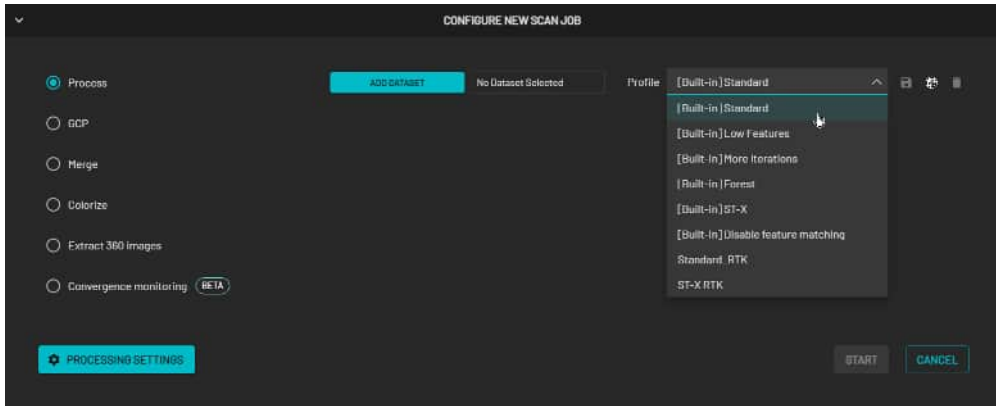 CONFIGURE NEW SCAN JOB
Process
ADD DATASET
No Dataset Selected
Profile
[Built-in]Standard
[Built-in]Standard
[Built-in]Low Features
[Built-in]More Iterations
[Built-in]Forest
[Built-in]ST-X
[Built-in]Disable feature matching
Standard RTK
ST-X RTK
GCP
Merge
Colorize
Extract 360 images
Convergence monitoring BETA
PROCESSING SETTINGS
START
CANCEL